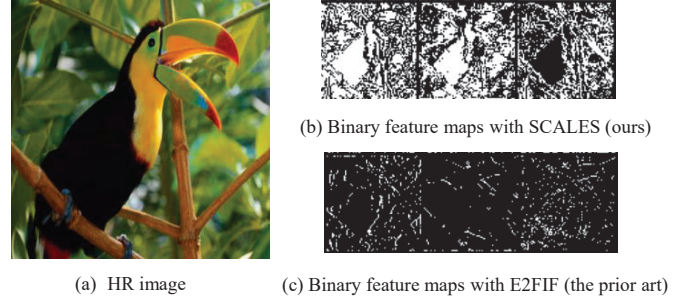 (b) Binary feature maps with SCALES (ours)
(a) HR image
(c) Binary feature maps with E2FIF (the prior art)